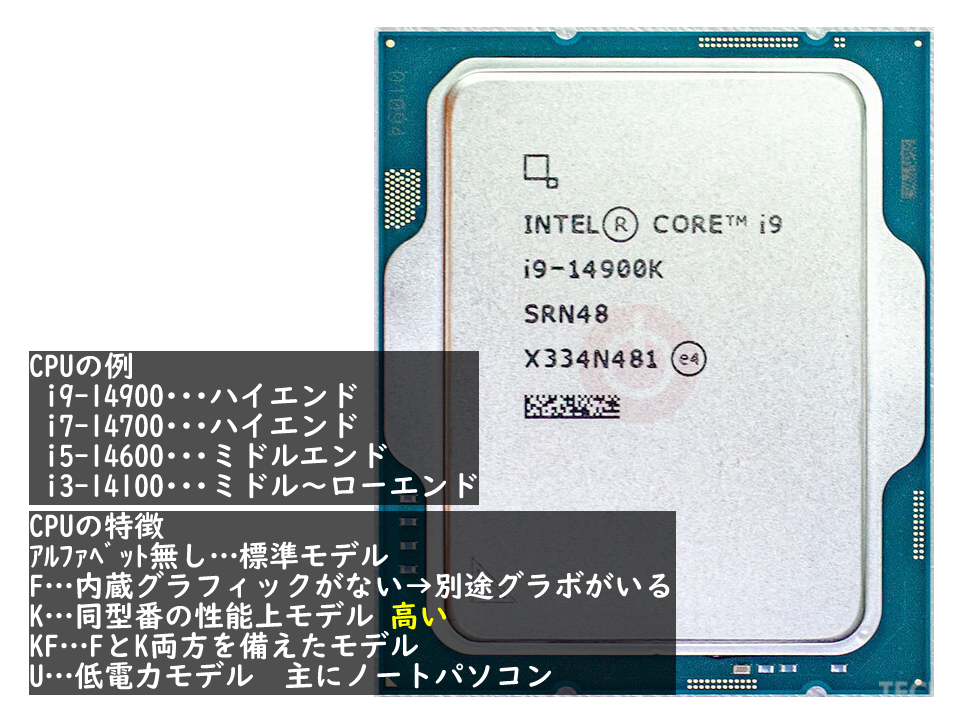 INTEL® CORE™ i9
i9-14900K
SRN48
X334N481 e4
CPUの例
i9-14900･･･ハイエンド
i7-14700･･･ハイエンド
i5-14600･･･ミドルエンド
i3-14100･･･ミドル～ローエンド
CPUの特徴
ｱﾙﾌｧﾍﾞｯﾄ無し…標準モデル
F…内蔵グラフィックがない→別途グラボがいる
K…同型番の性能上モデル 高い
KF…FとK両方を備えたモデル
U…低電力モデル　主にノートパソコン